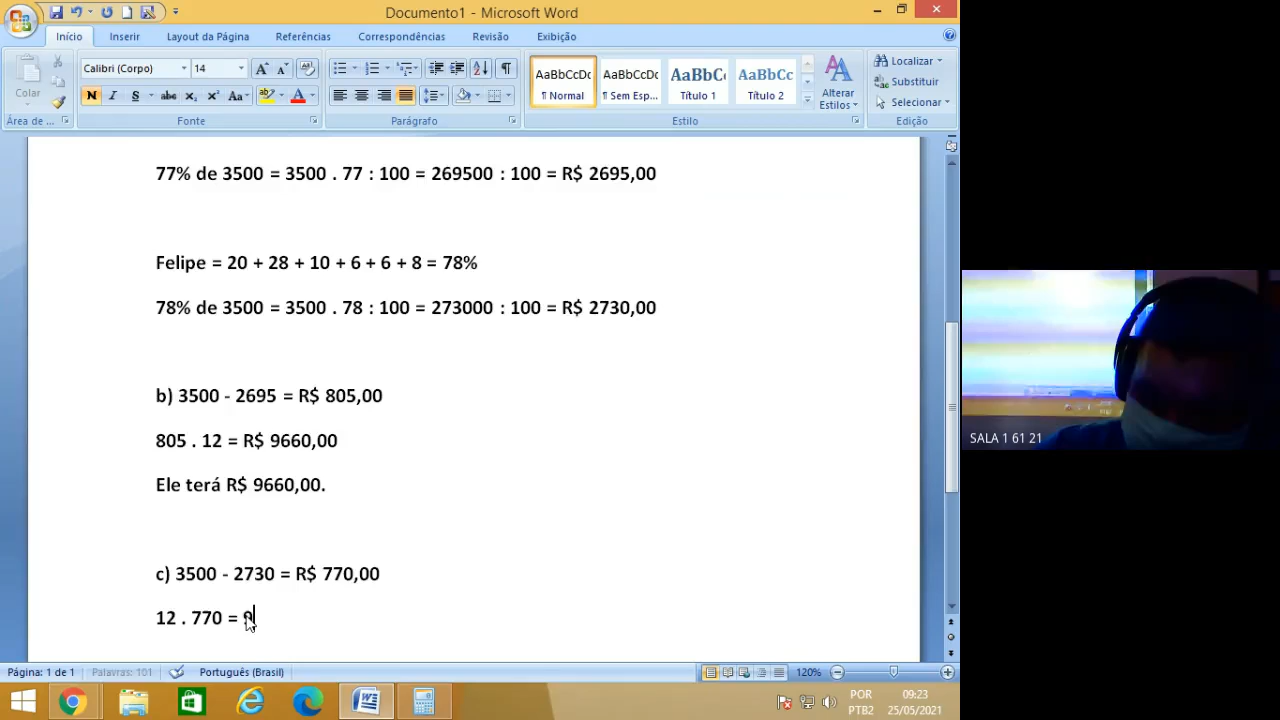 Documento1 - Microsoft Word
Início Inserir Layout da Página Referências Correspondências Revisão Exibição
Calibri (Corpo) 14
Localizar
Substituir
Selecionar
Colar
N I S abc x₂ x² Aa
AaBbCcDc AaBbCcDc AaBbCc AaBbCc
¶ Normal ¶ Sem Esp... Título 1 Título 2
Alterar Estilos
Área de ... Fonte Parágrafo Estilo Edição
77% de 3500 = 3500 . 77 : 100 = 269500 : 100 = R$ 2695,00
Felipe = 20 + 28 + 10 + 6 + 6 + 8 = 78%
78% de 3500 = 3500 . 78 : 100 = 273000 : 100 = R$ 2730,00
b) 3500 - 2695 = R$ 805,00
805 . 12 = R$ 9660,00
Ele terá R$ 9660,00.
c) 3500 - 2730 = R$ 770,00
12 . 770 =
SALA 1 61 21
Página: 1 de 1 Palavras: 101 Português (Brasil) 120%
POR
PTB2
09:23
25/05/2021